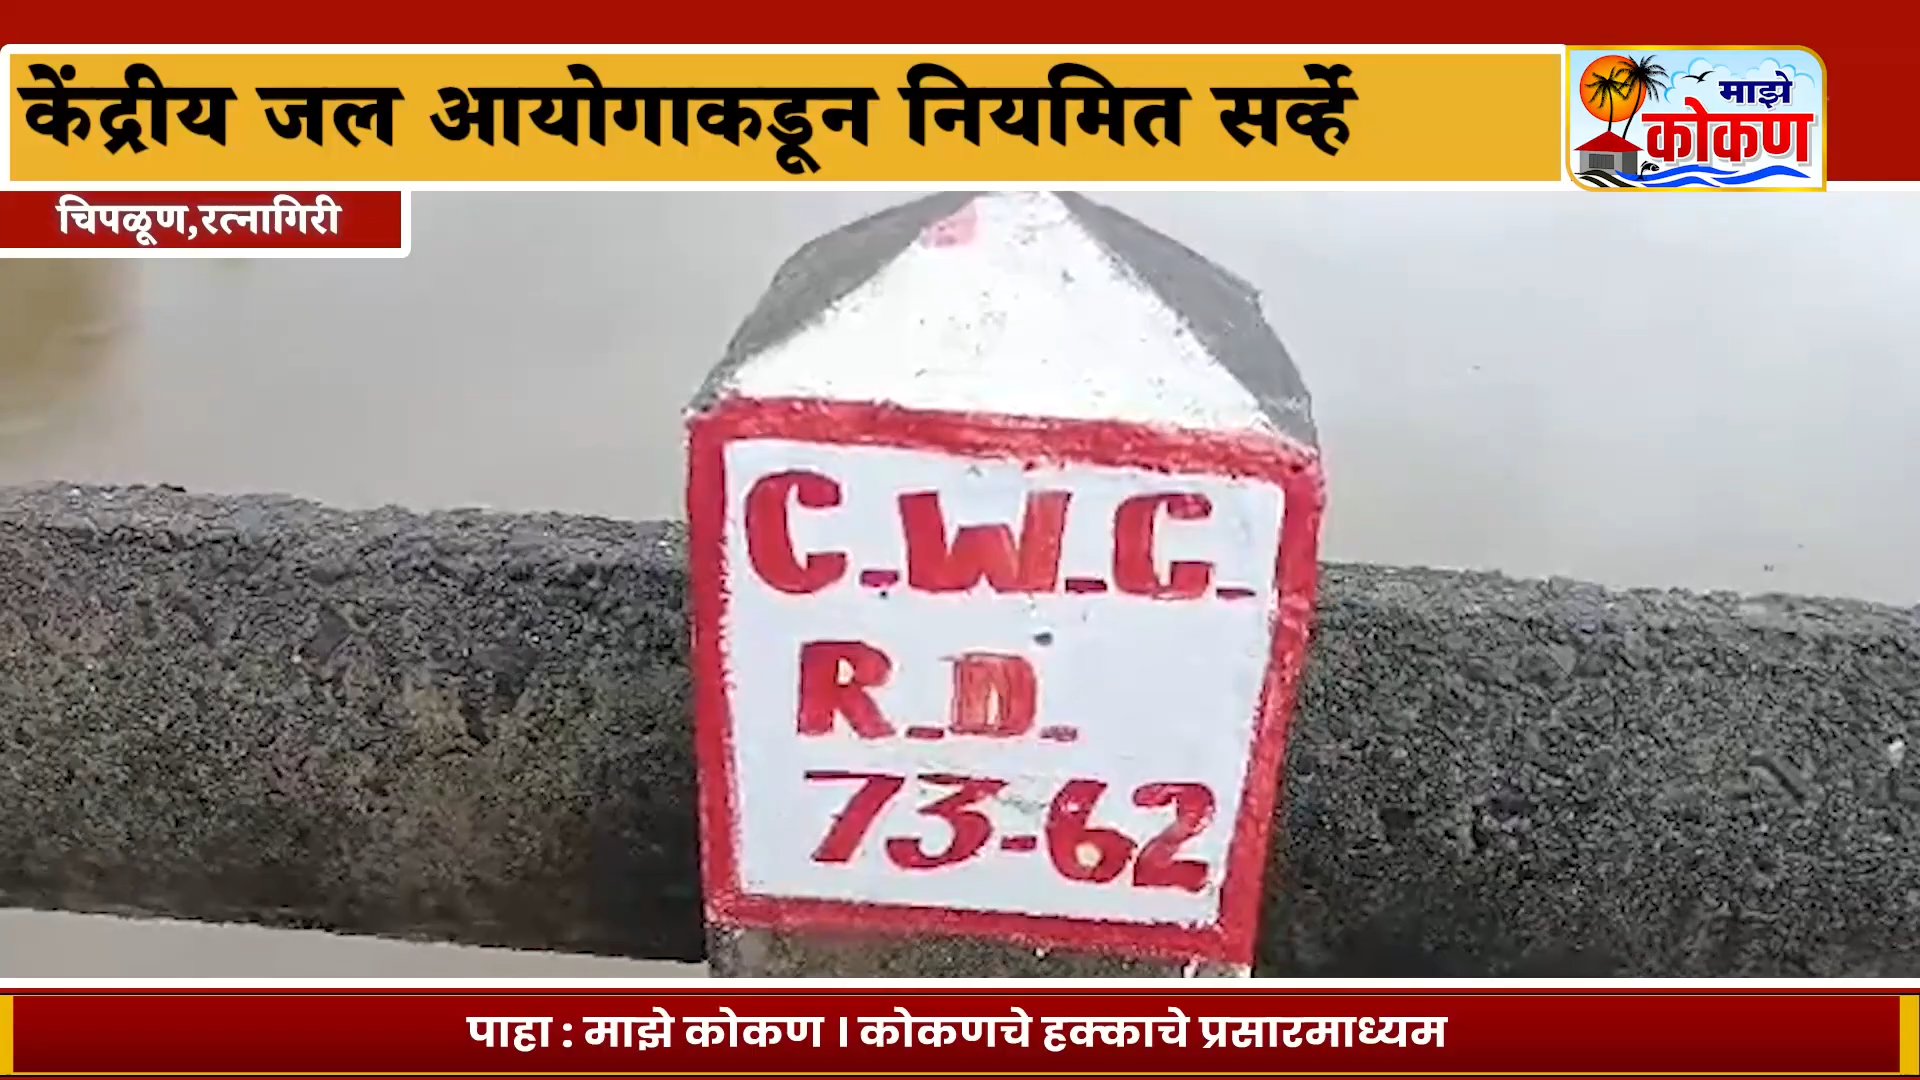 केंद्रीय जल आयोगाकडून नियमित सर्व्हे
माझे
कोकण
चिपळूण,रत्नागिरी
C.W.C.
R.D.
73-62
पाहा : माझे कोकण । कोकणचे हक्काचे प्रसारमाध्यम